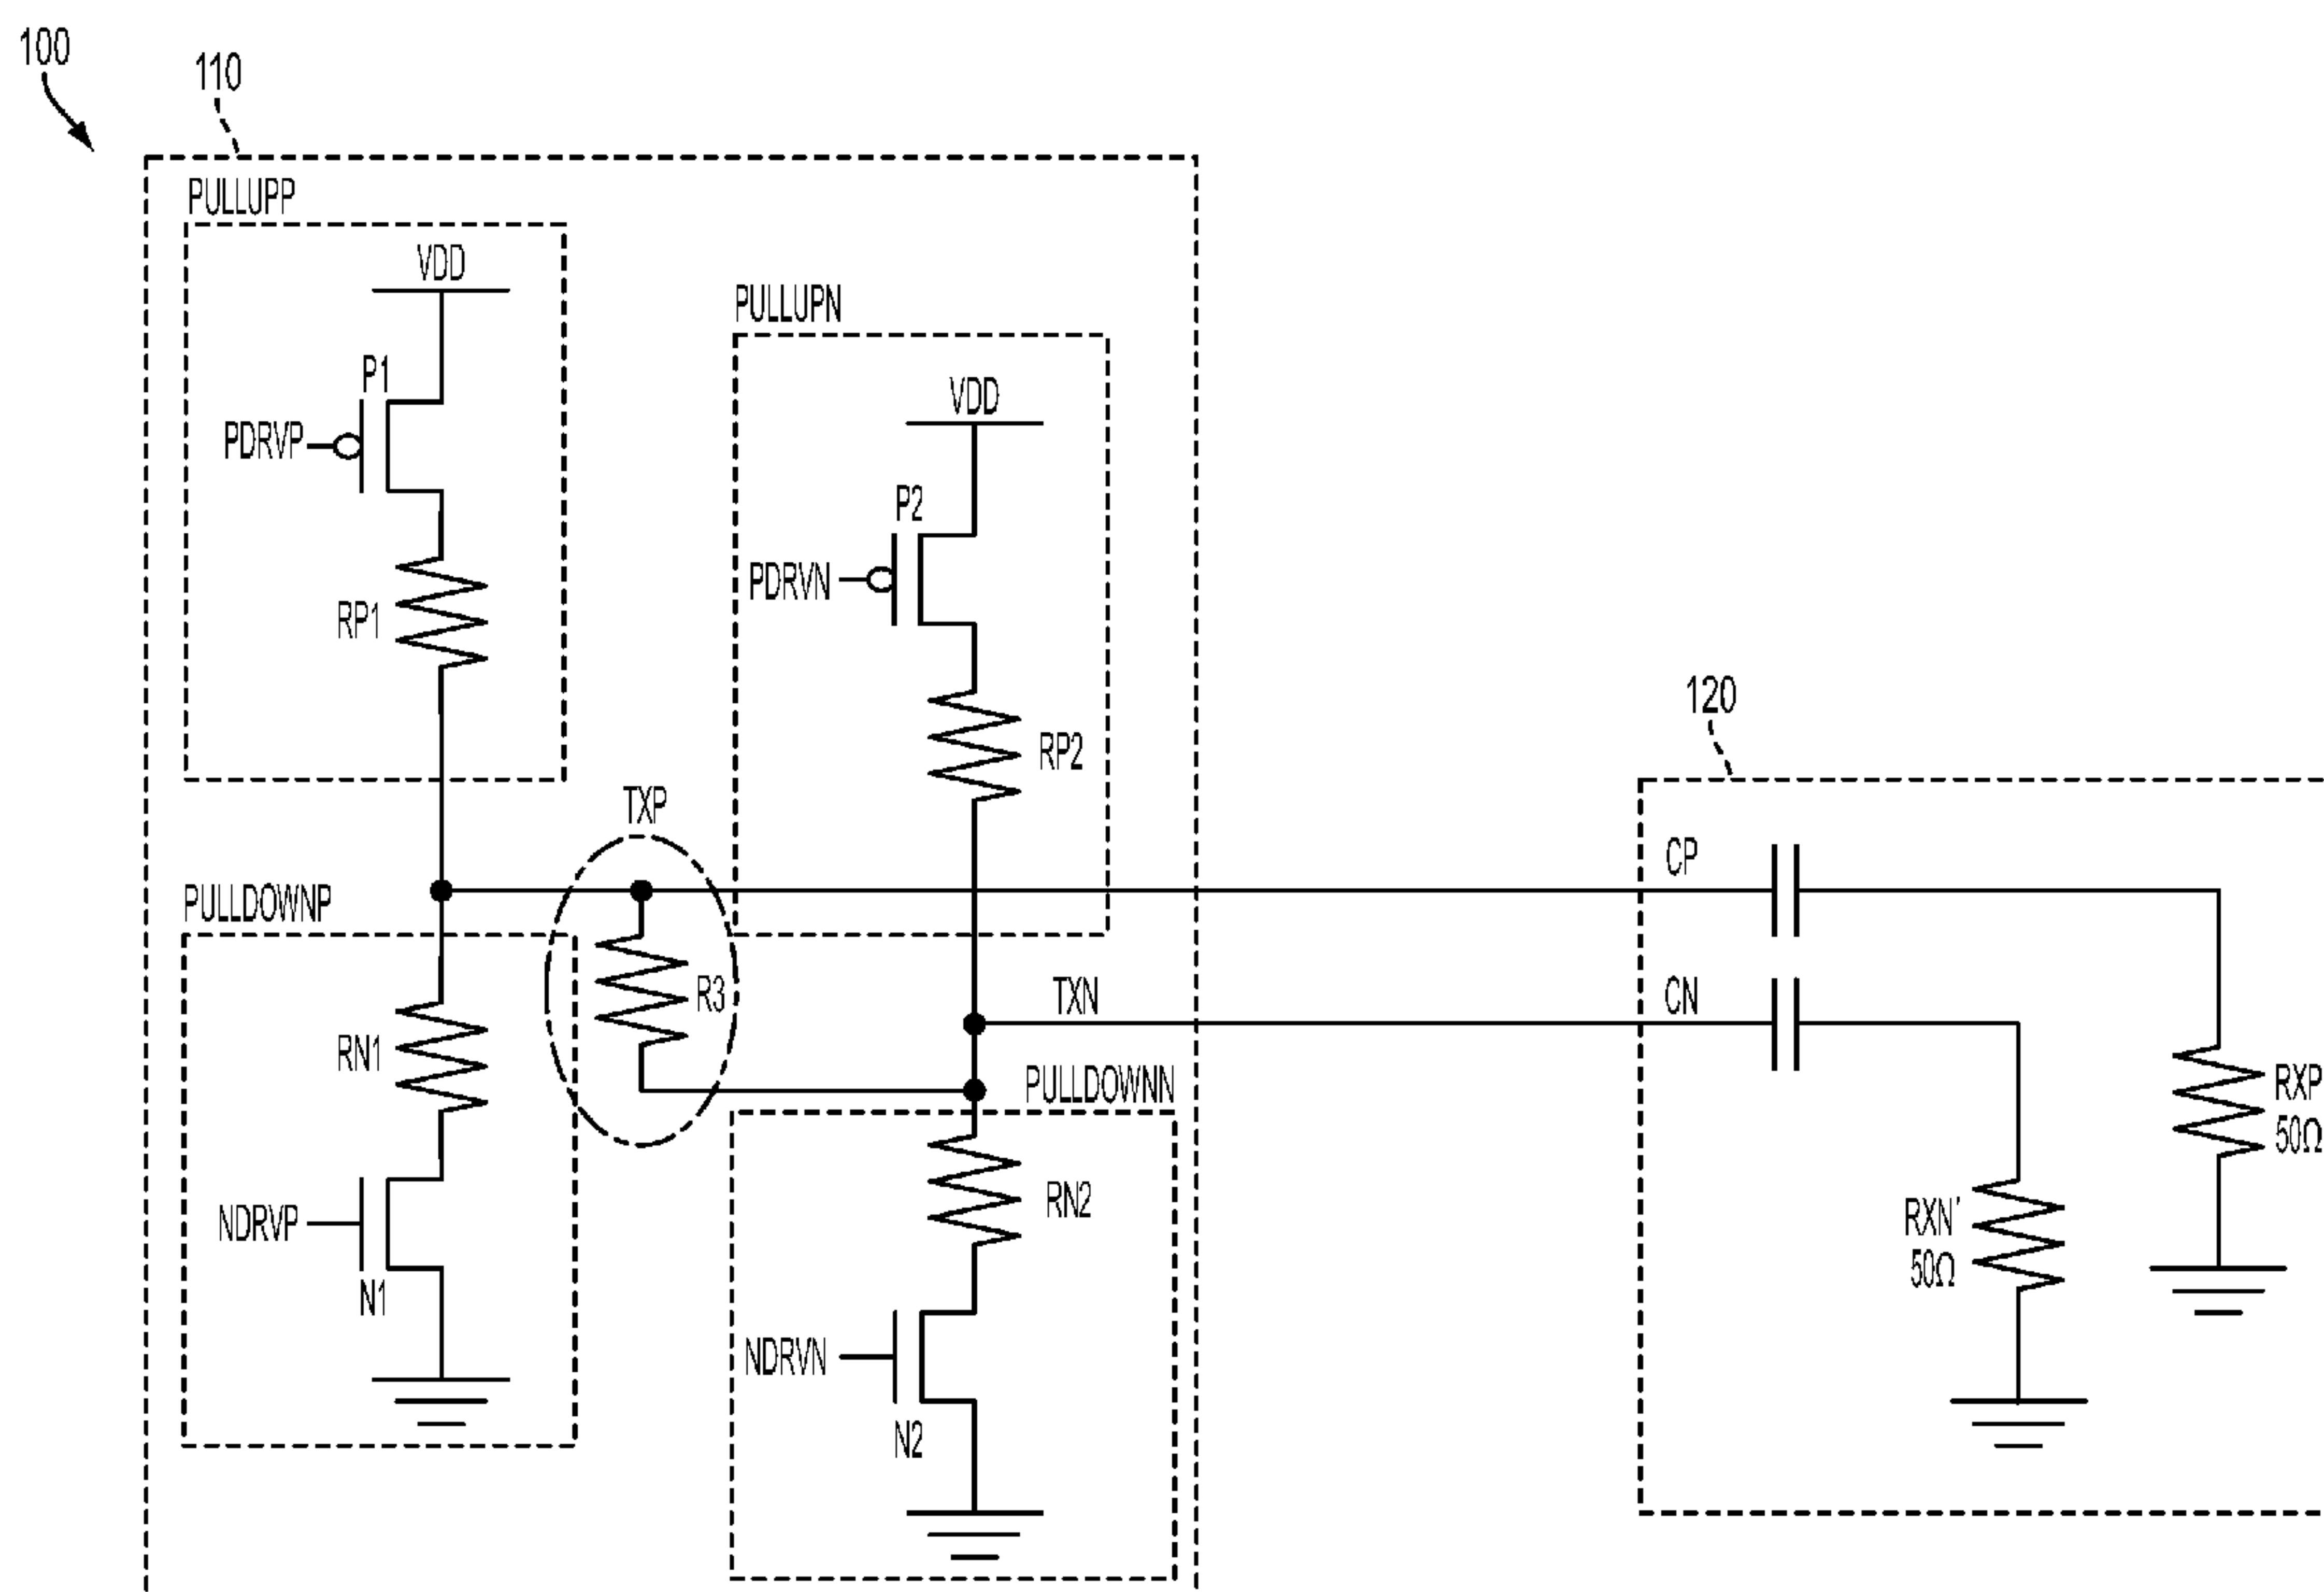 100
110
PULLUPP
VDD
P1
PDRVP
RP1
PULLUPN
VDD
P2
PDRVN
RP2
120
TXP
CP
PULLDOWNP
R3
TXN
CN
RN1
PULLDOWNN
RXP
50Ω
NDRVP
N1
RN2
RXN'
50Ω
NDRVN
N2